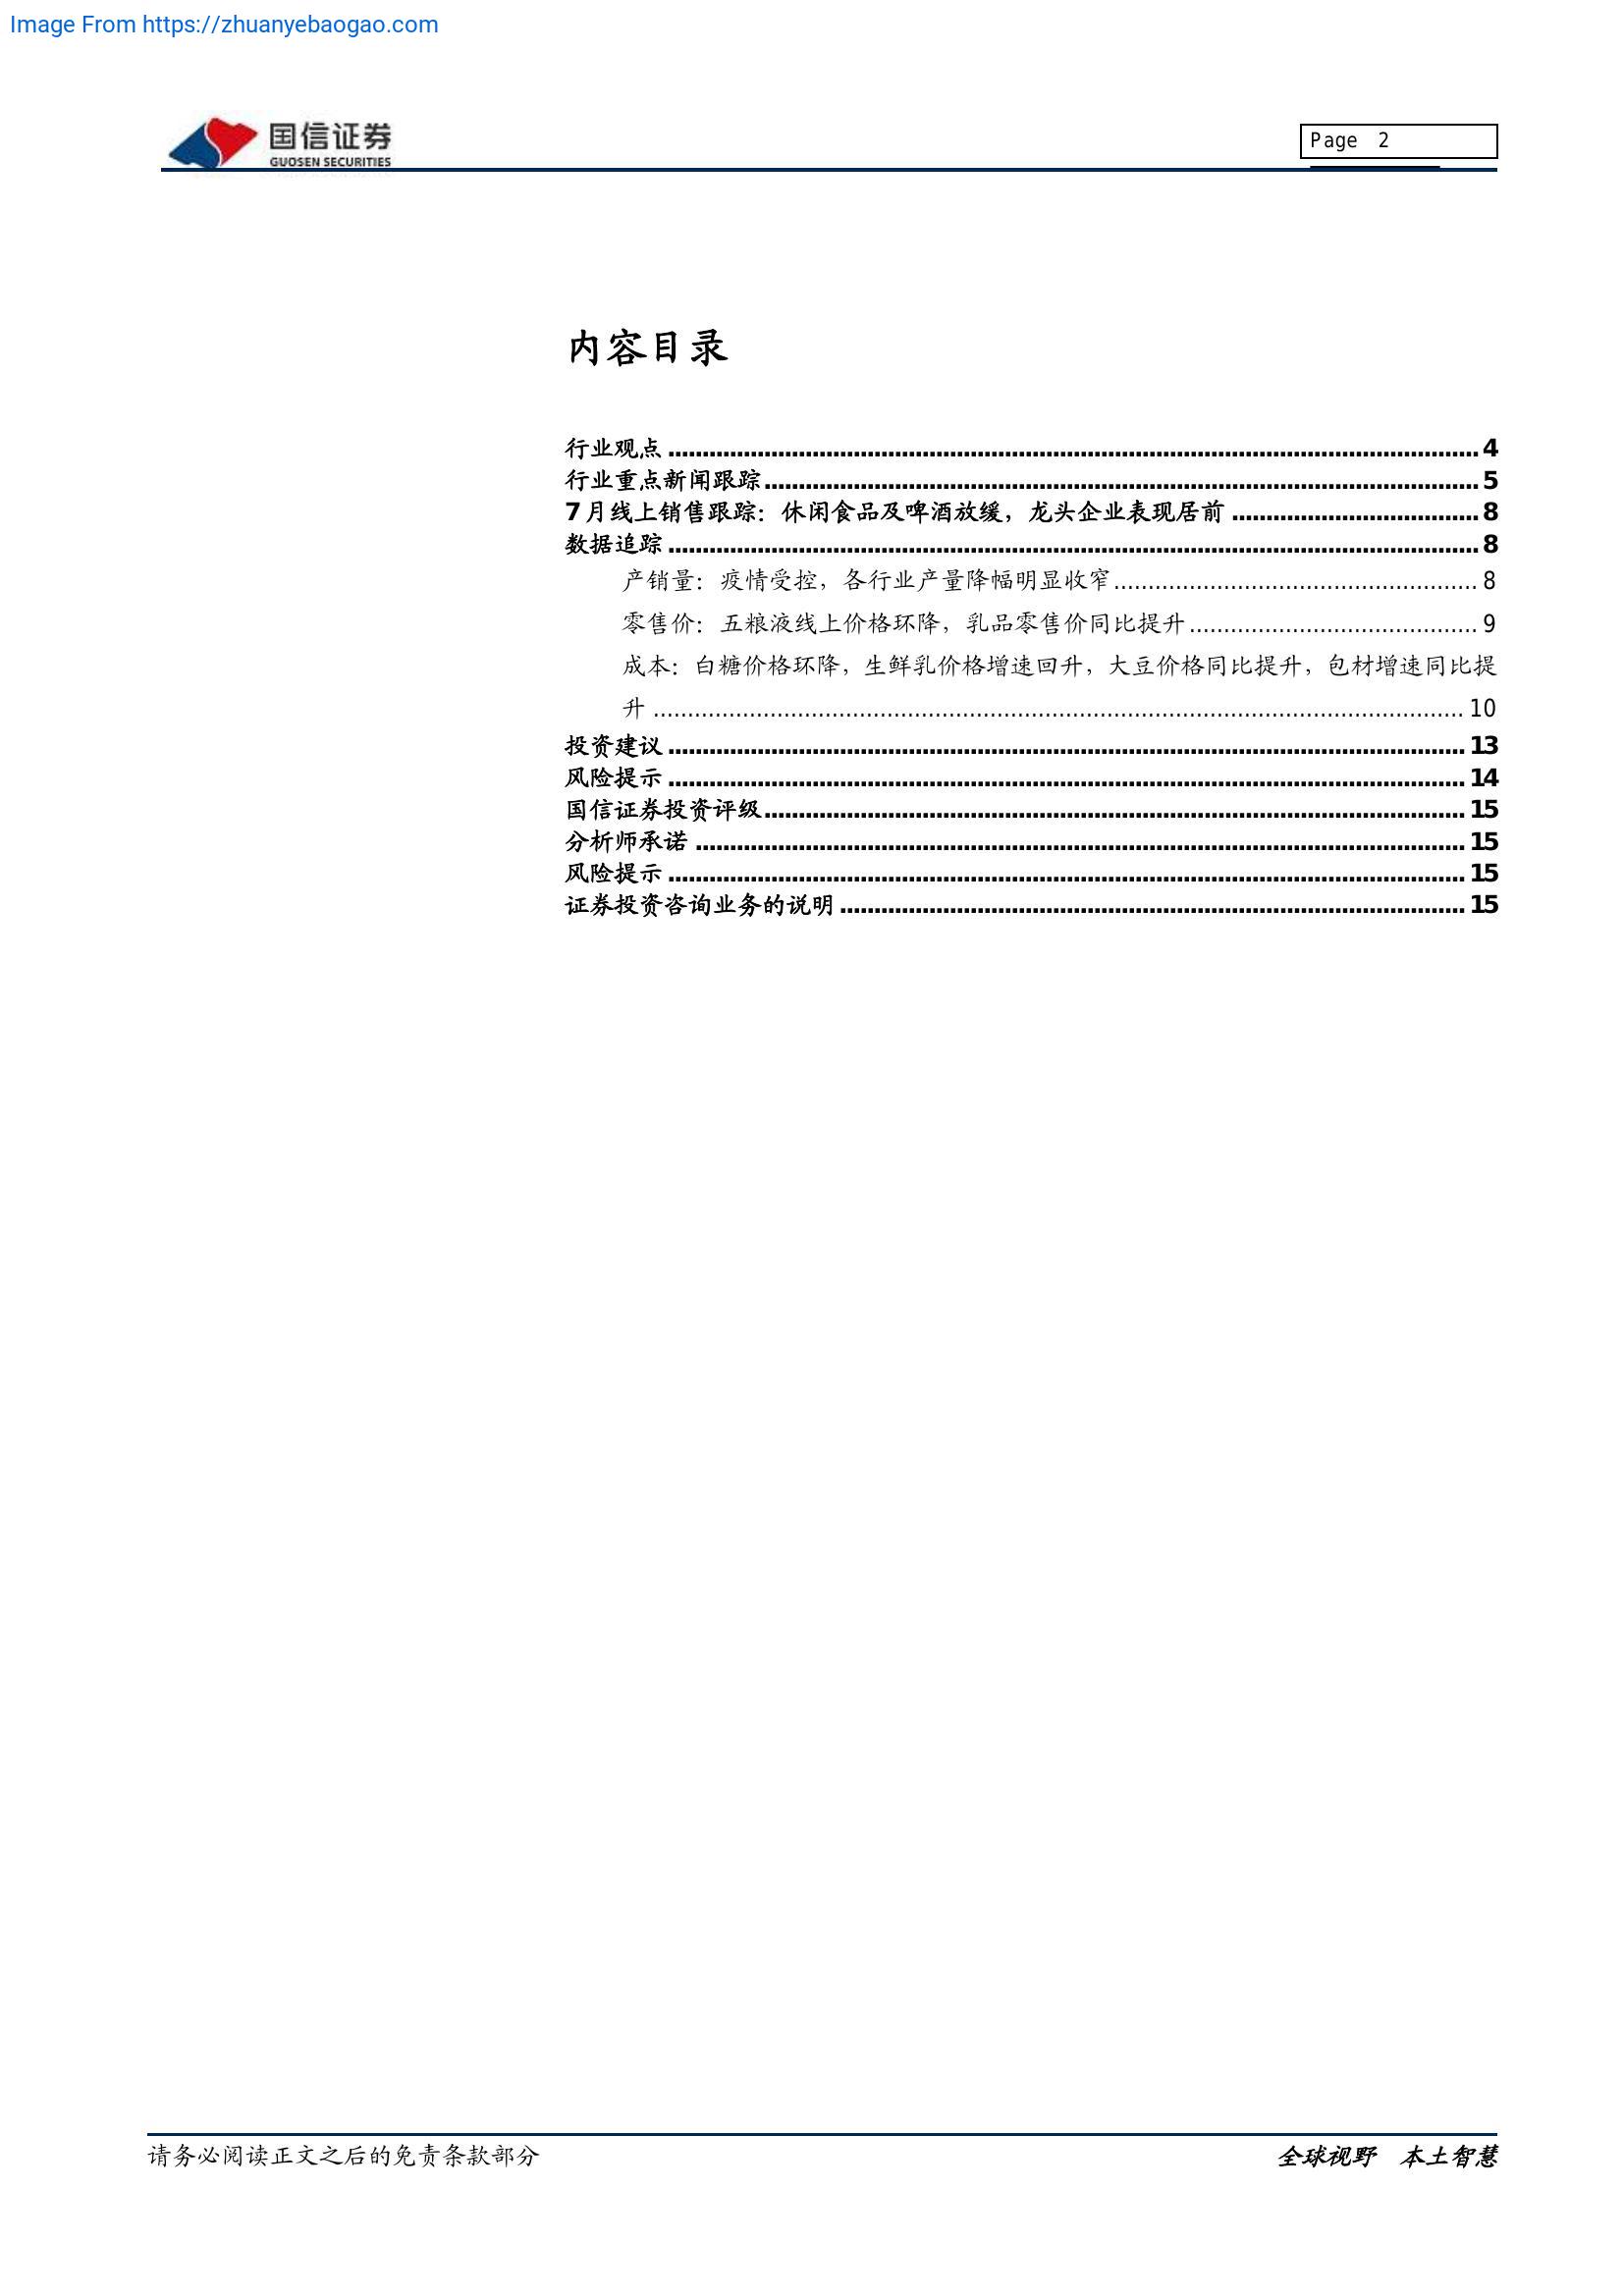 Image From https://zhuanyebaogao.com
国信证券
GUOSEN SECURITIES
Page 2
内容目录
行业观点 ........................................ 4
行业重点新闻跟踪 ........................................ 5
7 月线上销售跟踪：休闲食品及啤酒放缓，龙头企业表现居前 ........................................ 8
数据追踪 ........................................ 8
产销量：疫情受控，各行业产量降幅明显收窄 ........................................ 8
零售价：五粮液线上价格环降，乳品零售价同比提升 ........................................ 9
成本：白糖价格环降，生鲜乳价格增速回升，大豆价格同比提升，包材增速同比提
升 ........................................ 10
投资建议 ........................................ 13
风险提示 ........................................ 14
国信证券投资评级 ........................................ 15
分析师承诺 ........................................ 15
风险提示 ........................................ 15
证券投资咨询业务的说明 ........................................ 15
请务必阅读正文之后的免责条款部分
全球视野 本土智慧